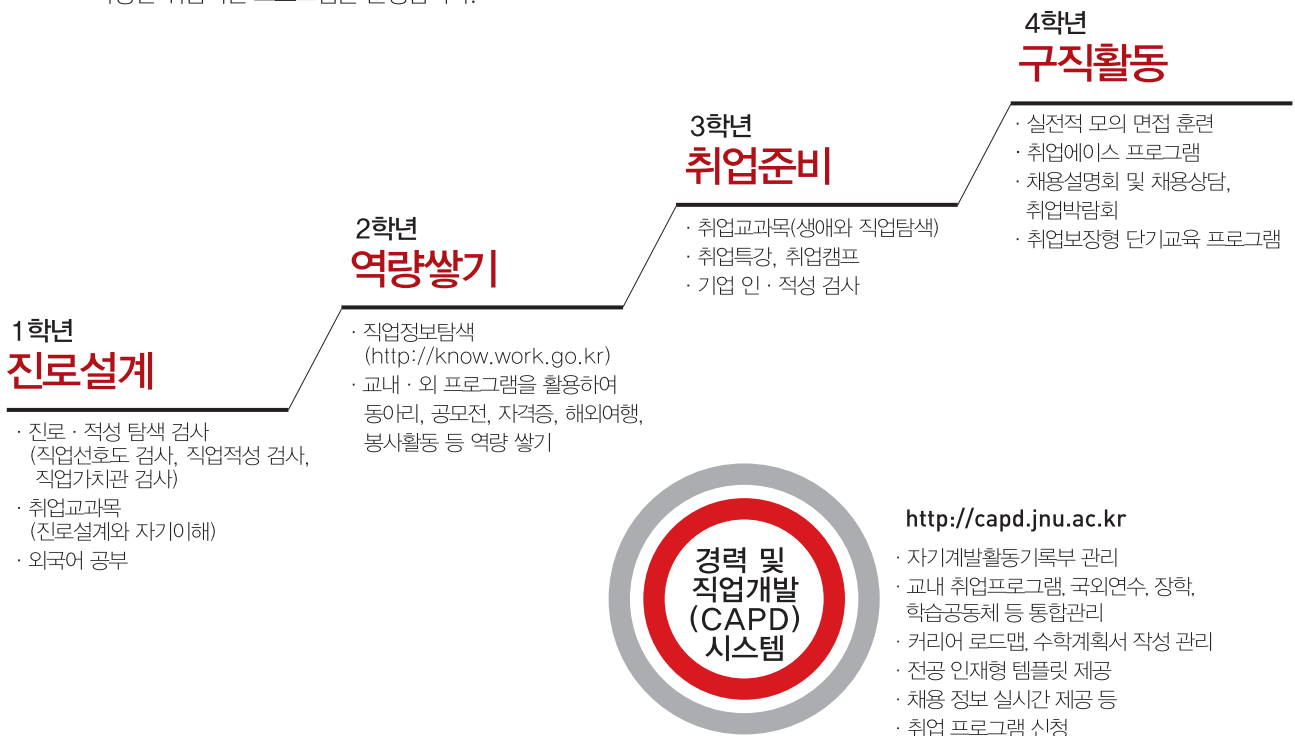 1학년
진로설계
· 진로 · 적성 탐색 검사
(직업선호도 검사, 직업적성 검사,
직업가치관 검사)
· 취업교과목
(진로설계와 자기이해)
· 외국어 공부
2학년
역량쌓기
· 직업정보탐색
(http://know.work.go.kr)
· 교내 · 외 프로그램을 활용하여
동아리, 공모전, 자격증, 해외여행,
봉사활동 등 역량 쌓기
3학년
취업준비
· 취업교과목(생애와 직업탐색)
· 취업특강, 취업캠프
· 기업 인 · 적성 검사
4학년
구직활동
· 실전적 모의 면접 훈련
· 취업에이스 프로그램
· 채용설명회 및 채용상담,
취업박람회
· 취업보장형 단기교육 프로그램
경력 및
직업개발
(CAPD)
시스템
http://capd.jnu.ac.kr
· 자기계발활동기록부 관리
· 교내 취업프로그램, 국외연수, 장학,
학습공동체 등 통합관리
· 커리어 로드맵, 수학계획서 작성 관리
· 전공 인재형 템플릿 제공
· 채용 정보 실시간 제공 등
· 취업 프로그램 신청